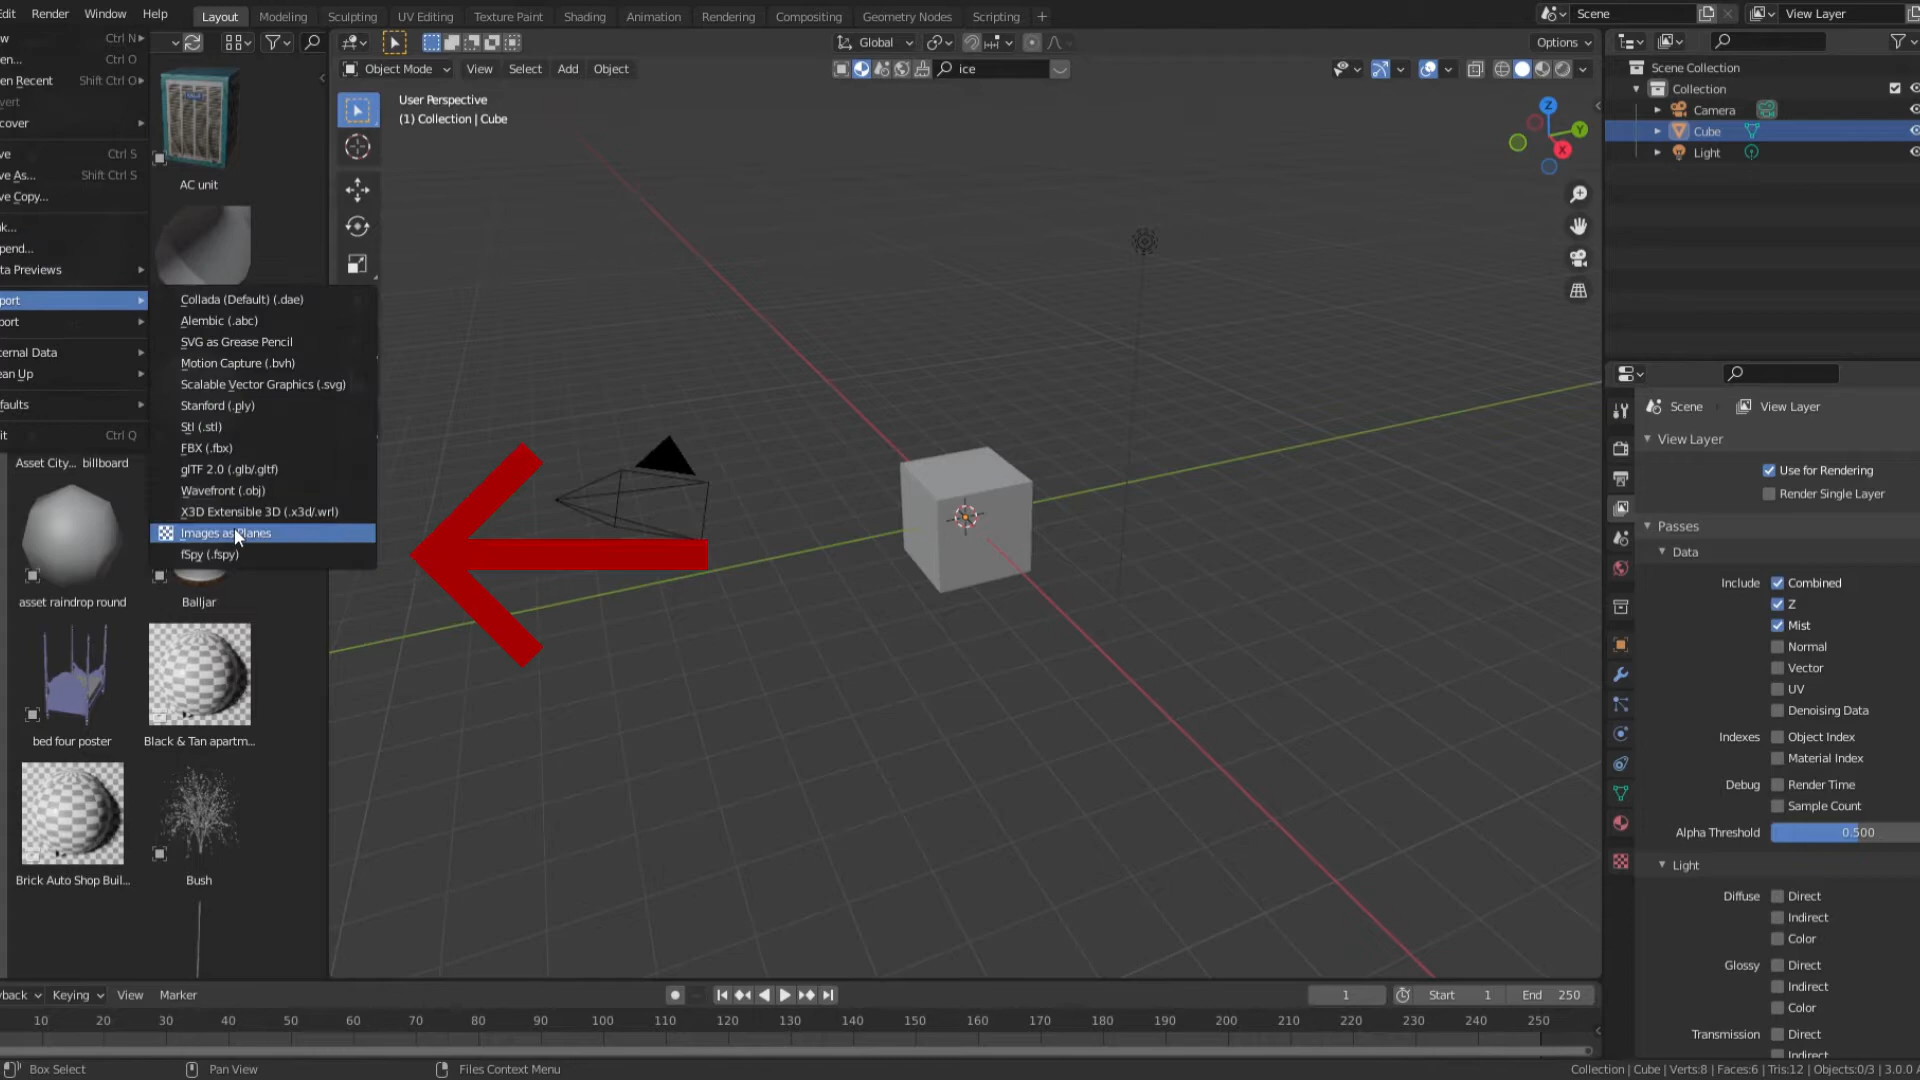 Edit Render Window Help
Layout Modeling Sculpting UV Editing Texture Paint Shading Animation Rendering Compositing Geometry Nodes Scripting +
Scene
View Layer
w Ctrl N
en... Ctrl O
en Recent Shift Ctrl O
vert
cover
ve Ctrl S
ve As... Shift Ctrl S
ve Copy...
k...
pend...
ta Previews
port
port
ternal Data
ean Up
faults
it Ctrl Q
Collada (Default) (.dae)
Alembic (.abc)
SVG as Grease Pencil
Motion Capture (.bvh)
Scalable Vector Graphics (.svg)
Stanford (.ply)
Stl (.stl)
FBX (.fbx)
glTF 2.0 (.glb/.gltf)
Wavefront (.obj)
X3D Extensible 3D (.x3d/.wrl)
Images as Planes
fSpy (.fspy)
AC unit
Asset City... billboard
asset raindrop round
Balljar
bed four poster
Black & Tan apartm...
Brick Auto Shop Buil...
Bush
Global
Options
Object Mode View Select Add Object
ice
User Perspective
(1) Collection | Cube
Z
Y
X
Scene Collection
Collection
Camera
Cube
Light
Scene View Layer
View Layer
Use for Rendering
Render Single Layer
Passes
Data
Include Combined
Z
Mist
Normal
Vector
UV
Denoising Data
Indexes Object Index
Material Index
Debug Render Time
Sample Count
Alpha Threshold 0.500
Light
Diffuse Direct
Indirect
Color
Glossy Direct
Indirect
Color
Transmission Direct
Indirect
yback Keying View Marker
1 Start 1 End 250
10 20 30 40 50 60 70 80 90 100 110 120 130 140 150 160 170 180 190 200 210 220 230 240 250
Box Select Pan View Files Context Menu
Collection | Cube | Verts:8 | Faces:6 | Tris:12 | Objects:0/3 | 3.0.0 A